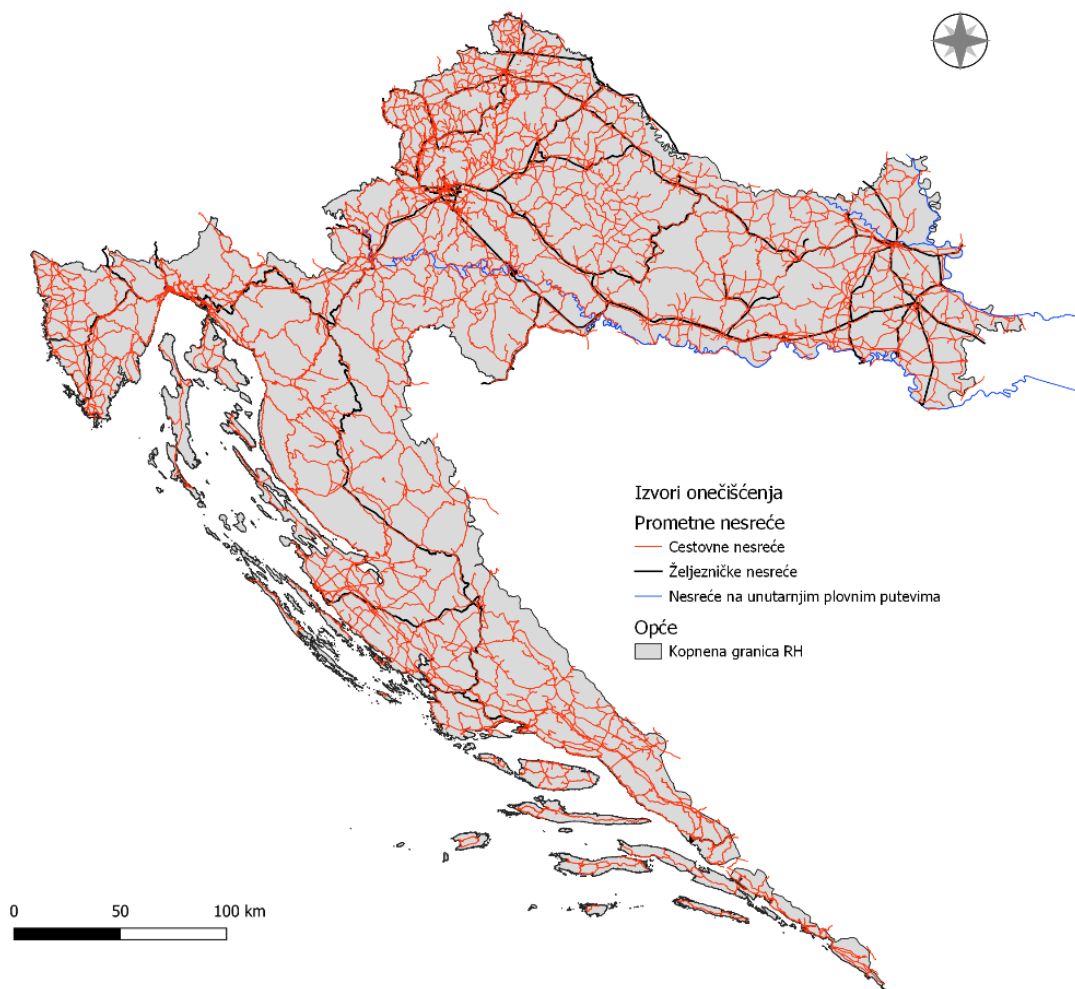 Izvori onečišćenja
Prometne nesreće
Cestovne nesreće
Željezničke nesreće
Nesreće na unutarnjim plovnim putevima
Opće
Kopnena granica RH
0 50 100 km